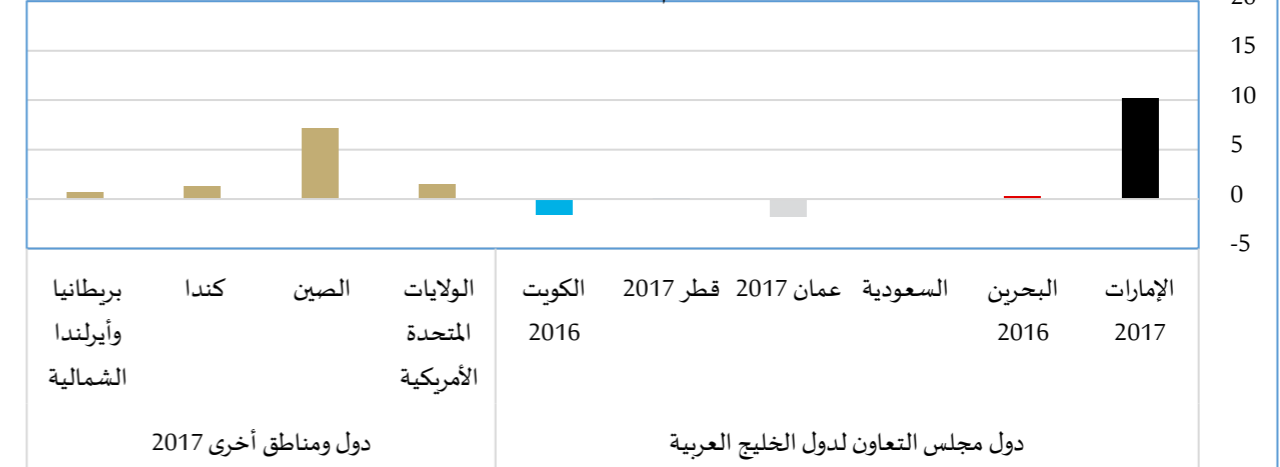 20
15
10
5
0
-5
الإمارات 2017
البحرين 2016
السعودية
عمان 2017
قطر 2017
الكويت 2016
الولايات المتحدة الأمريكية
الصين
كندا
بريطانيا وأيرلندا الشمالية
دول مجلس التعاون لدول الخليج العربية
دول ومناطق أخرى 2017